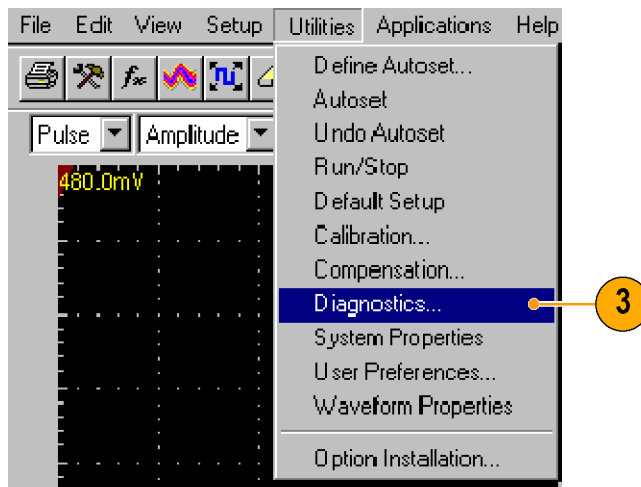 File Edit View Setup Utilities Applications Help
Pulse Amplitude
480.0mV
Define Autoset...
Autoset
Undo Autoset
Run/Stop
Default Setup
Calibration...
Compensation...
Diagnostics...
3
System Properties
User Preferences...
Waveform Properties
Option Installation...